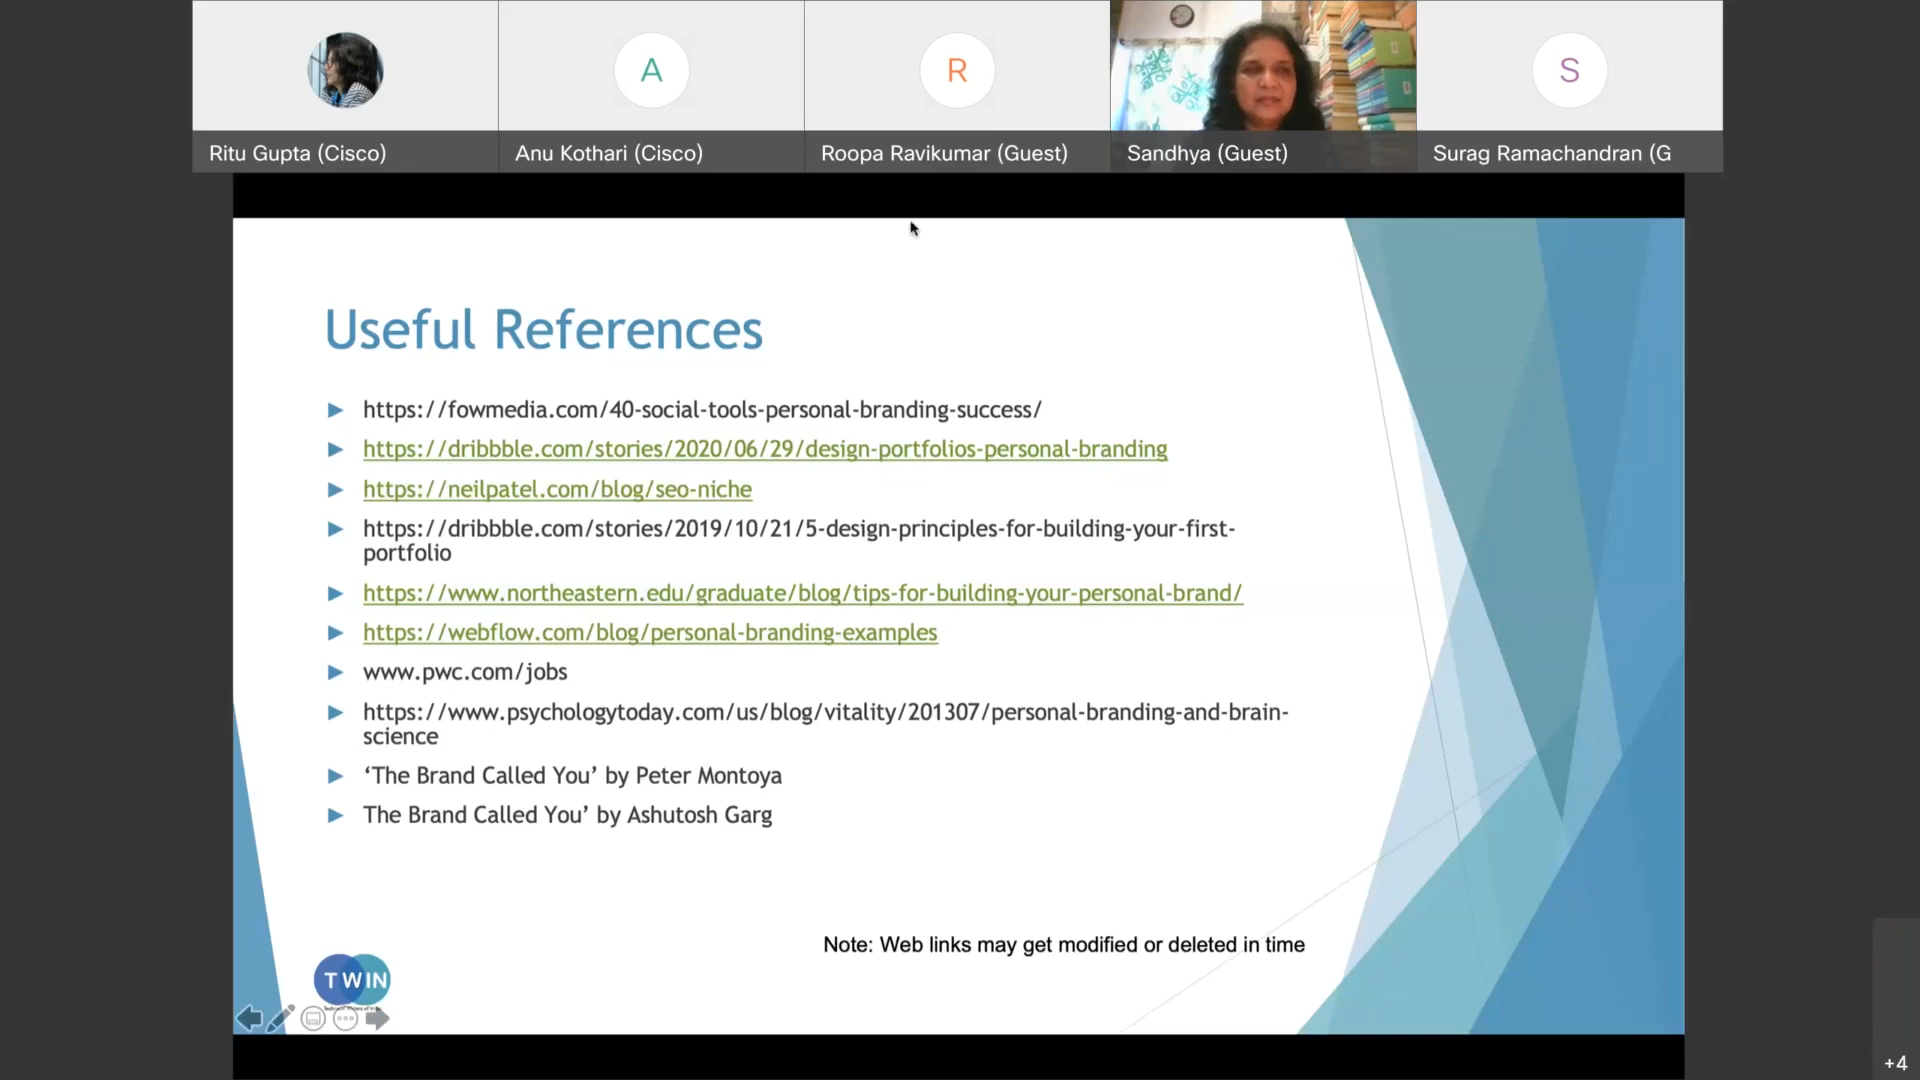 A
R
S
Ritu Gupta (Cisco)
Anu Kothari (Cisco)
Roopa Ravikumar (Guest)
Sandhya (Guest)
Surag Ramachandran (G
Useful References
https://fowmedia.com/40-social-tools-personal-branding-success/
https://dribbble.com/stories/2020/06/29/design-portfolios-personal-branding
https://neilpatel.com/blog/seo-niche
https://dribbble.com/stories/2019/10/21/5-design-principles-for-building-your-first-
portfolio
https://www.northeastern.edu/graduate/blog/tips-for-building-your-personal-brand/
https://webflow.com/blog/personal-branding-examples
www.pwc.com/jobs
https://www.psychologytoday.com/us/blog/vitality/201307/personal-branding-and-brain-
science
‘The Brand Called You’ by Peter Montoya
The Brand Called You’ by Ashutosh Garg
Note: Web links may get modified or deleted in time
TWIN
+4